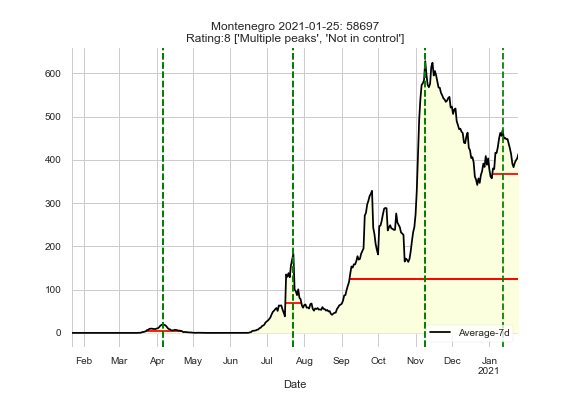 Montenegro 2021-01-25: 58697
Rating:8 ['Multiple peaks', 'Not in control']
600
500
400
300
200
100
0
Average-7d
Feb Mar Apr May Jun Jul Aug Sep Oct Nov Dec Jan
2021
Date